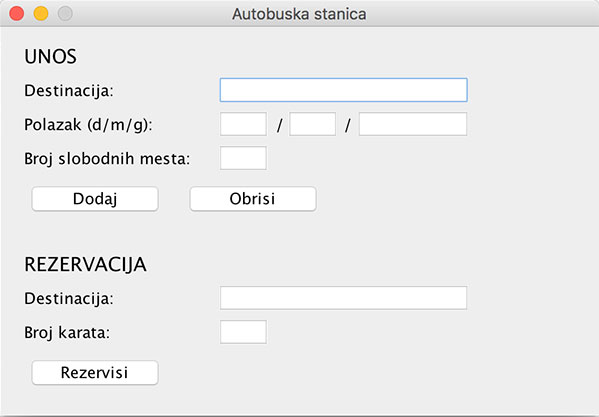 Autobuska stanica
UNOS
Destinacija:
Polazak (d/m/g): / /
Broj slobodnih mesta:
Dodaj Obrisi
REZERVACIJA
Destinacija:
Broj karata:
Rezervisi